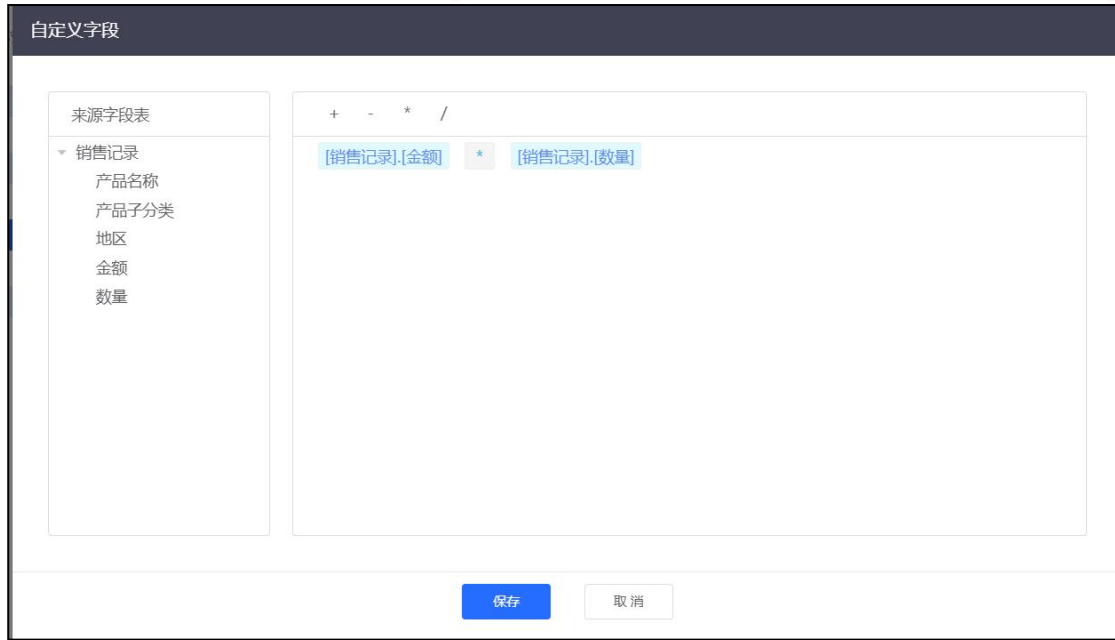 自定义字段
来源字段表
销售记录
产品名称
产品子分类
地区
金额
数量
+ - * /
[销售记录].[金额] * [销售记录].[数量]
保存 取消